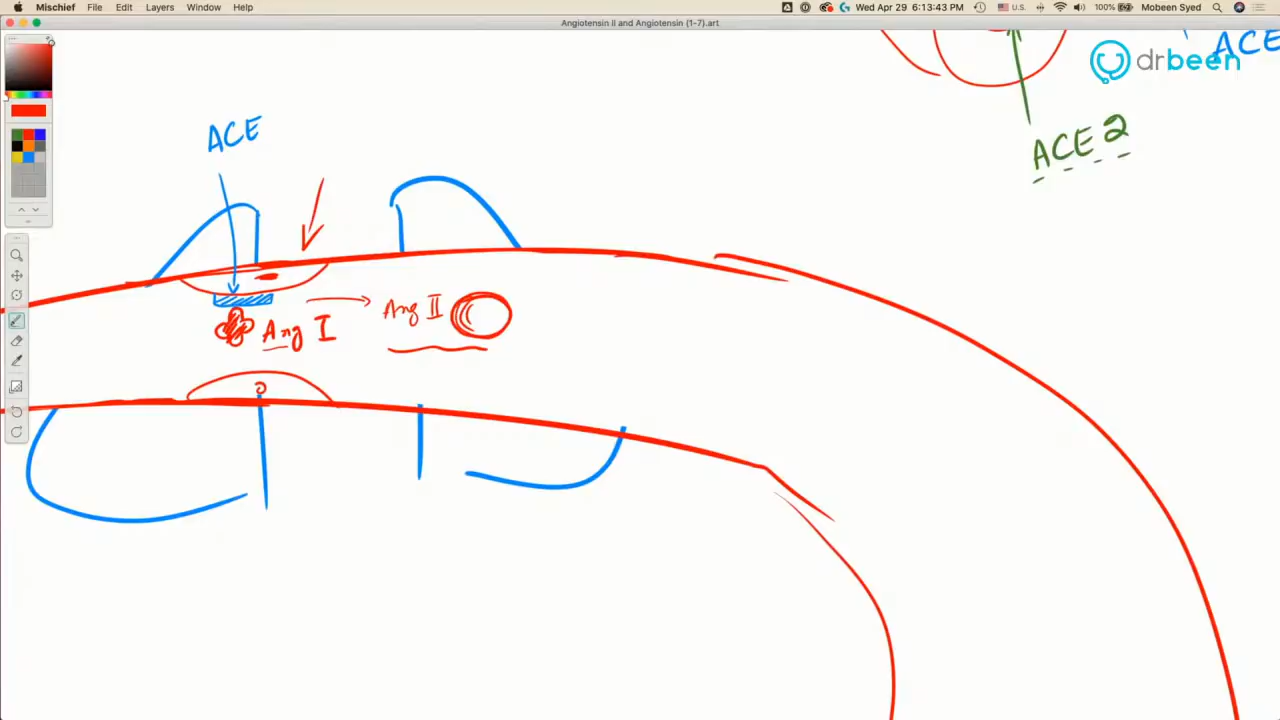 Mischief File Edit Layers Window Help U.S. 100% Wed Apr 29 6:13:43 PM Mobeen Syed
Angiotensin II and Angiotensin (1-7).art
ACE
drbeen
ACE
ACE 2
Ang I
Ang II